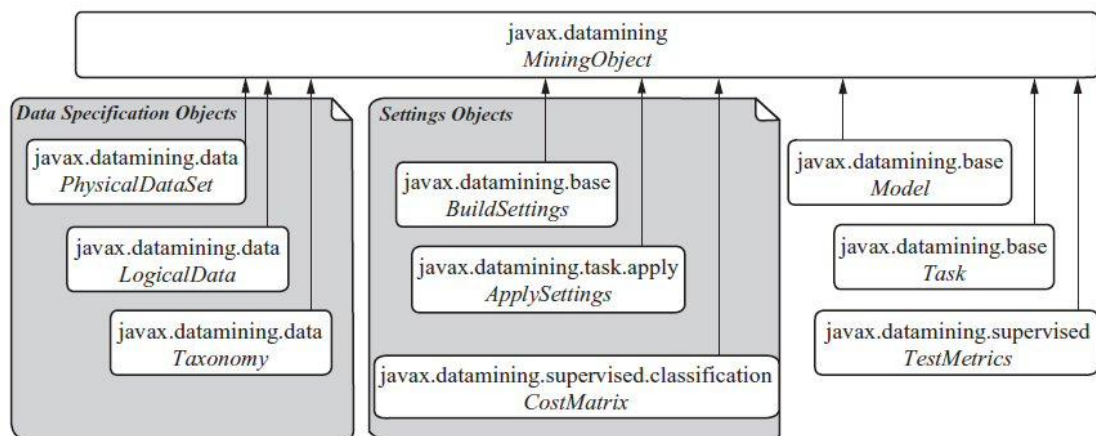 javax.datamining
MiningObject
Data Specification Objects
javax.datamining.data
PhysicalDataSet
javax.datamining.data
LogicalData
javax.datamining.data
Taxonomy
Settings Objects
javax.datamining.base
BuildSettings
javax.datamining.task.apply
ApplySettings
javax.datamining.supervised.classification
CostMatrix
javax.datamining.base
Model
javax.datamining.base
Task
javax.datamining.supervised
TestMetrics